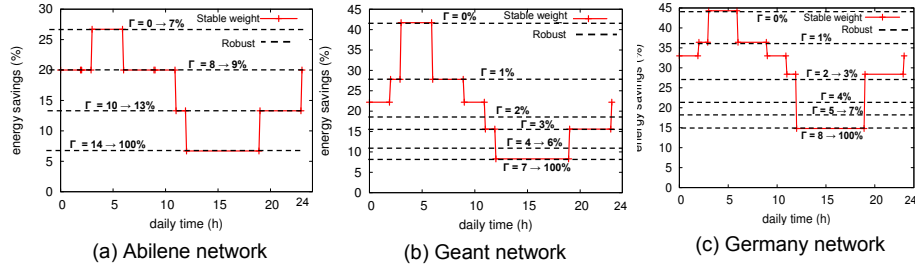 30
25
20
15
10
5
0
energy savings (%)
Stable weight
Robust
Γ = 0 → 7%
Γ = 8 → 9%
Γ = 10 → 13%
Γ = 14 → 100%
0 5 10 15 20 24
daily time (h)
(a) Abilene network
45
40
35
30
25
20
15
10
5
0
energy savings (%)
Stable weight
Robust
Γ = 0%
Γ = 1%
Γ = 2%
Γ = 3%
Γ = 4 → 6%
Γ = 7 → 100%
0 5 10 15 20 24
daily time (h)
(b) Geant network
45
40
35
30
25
20
15
10
5
0
energy savings (%)
Stable weight
Robust
Γ = 0%
Γ = 1%
Γ = 2 → 3%
Γ = 4%
Γ = 5 → 7%
Γ = 8 → 100%
0 5 10 15 20 24
daily time (h)
(c) Germany network